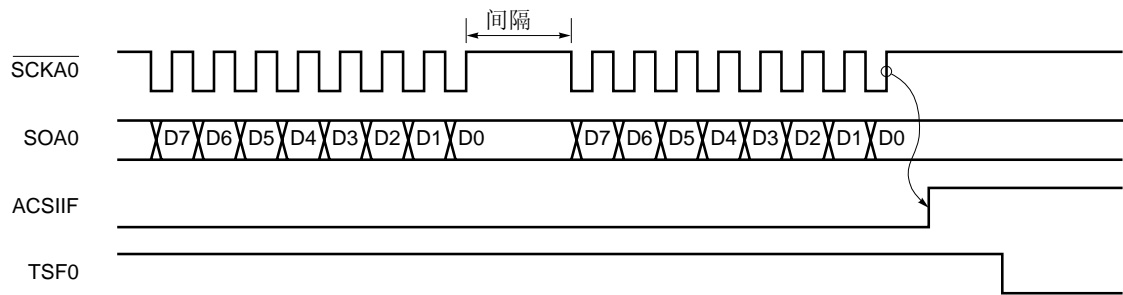 间隔
SCKA0
SOA0 D7 D6 D5 D4 D3 D2 D1 D0 D7 D6 D5 D4 D3 D2 D1 D0
ACSIIF
TSF0